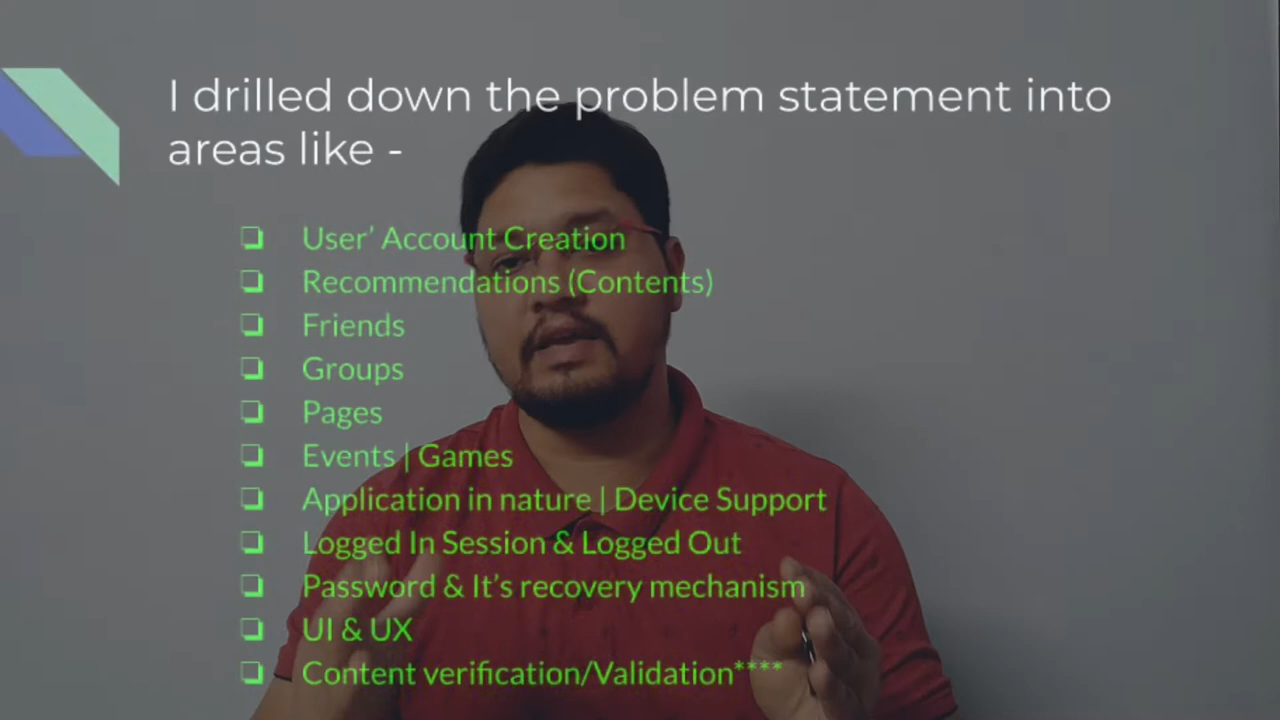 I drilled down the problem statement into
areas like -
User' Account Creation
Recommendations (Contents)
Friends
Groups
Pages
Events | Games
Application in nature | Device Support
Logged In Session & Logged Out
Password & It's recovery mechanism
UI & UX
Content verification/Validation****